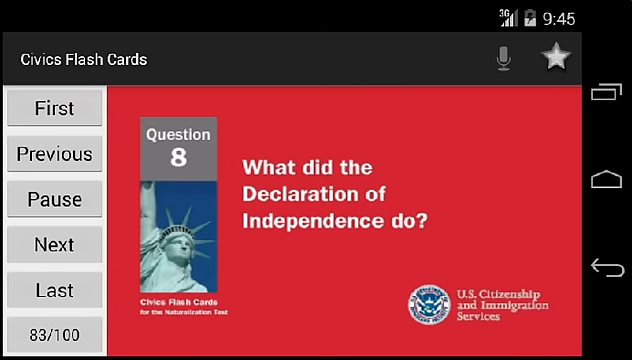 3G 9:45
Civics Flash Cards
First
Previous
Pause
Next
Last
83/100
Question
8
What did the
Declaration of
Independence do?
Civics Flash Cards
for the Naturalization Test
U.S. Citizenship
and Immigration
Services